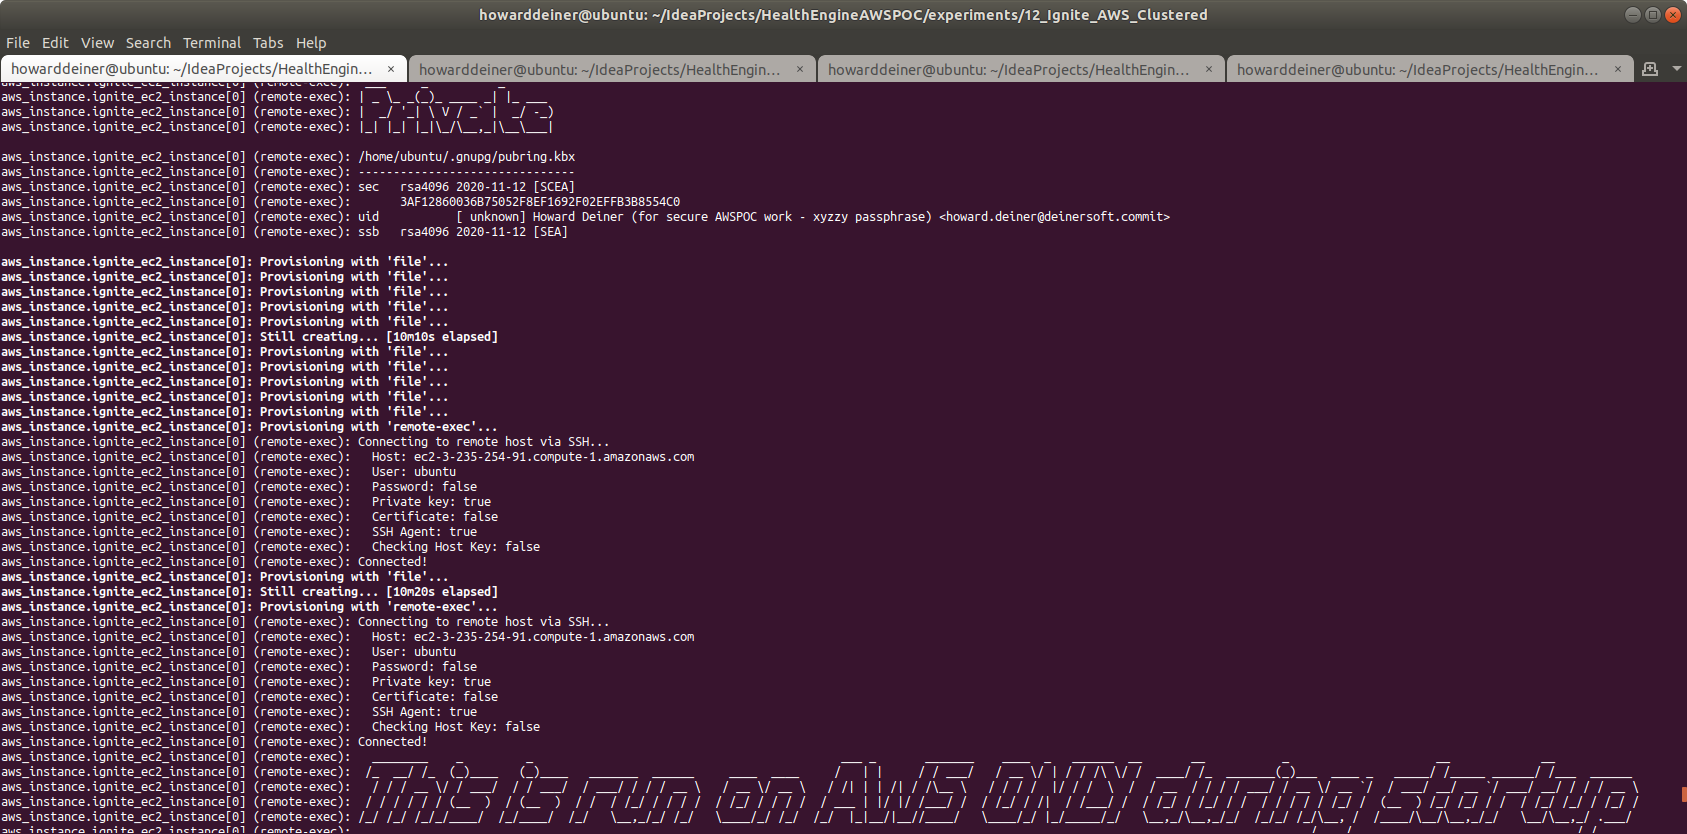 howarddeiner@ubuntu: ~/IdeaProjects/HealthEngineAWSPOC/experiments/12_Ignite_AWS_Clustered
File Edit View Search Terminal Tabs Help
howarddeiner@ubuntu: ~/IdeaProjects/HealthEngin... × howarddeiner@ubuntu: ~/IdeaProjects/HealthEngin... × howarddeiner@ubuntu: ~/IdeaProjects/HealthEngin... × howarddeiner@ubuntu: ~/IdeaProjects/HealthEngin... ×
aws_instance.ignite_ec2_instance[0] (remote-exec):  ___     _          _
aws_instance.ignite_ec2_instance[0] (remote-exec): | _ \_ _(_)_ ____ _| |_ ___
aws_instance.ignite_ec2_instance[0] (remote-exec): |  _/ '_| \ V / _` |  _/ -_)
aws_instance.ignite_ec2_instance[0] (remote-exec): |_| |_| |_|\_/\__,_|\__\___|
aws_instance.ignite_ec2_instance[0] (remote-exec): /home/ubuntu/.gnupg/pubring.kbx
aws_instance.ignite_ec2_instance[0] (remote-exec): -------------------------------
aws_instance.ignite_ec2_instance[0] (remote-exec): sec   rsa4096 2020-11-12 [SCEA]
aws_instance.ignite_ec2_instance[0] (remote-exec):       3AF12860036B75052F8EF1692F02EFFB3B8554C0
aws_instance.ignite_ec2_instance[0] (remote-exec): uid           [ unknown] Howard Deiner (for secure AWSPOC work - xyzzy passphrase) <howard.deiner@deinersoft.commit>
aws_instance.ignite_ec2_instance[0] (remote-exec): ssb   rsa4096 2020-11-12 [SEA]
aws_instance.ignite_ec2_instance[0]: Provisioning with 'file'...
aws_instance.ignite_ec2_instance[0]: Provisioning with 'file'...
aws_instance.ignite_ec2_instance[0]: Provisioning with 'file'...
aws_instance.ignite_ec2_instance[0]: Provisioning with 'file'...
aws_instance.ignite_ec2_instance[0]: Provisioning with 'file'...
aws_instance.ignite_ec2_instance[0]: Still creating... [10m10s elapsed]
aws_instance.ignite_ec2_instance[0]: Provisioning with 'file'...
aws_instance.ignite_ec2_instance[0]: Provisioning with 'file'...
aws_instance.ignite_ec2_instance[0]: Provisioning with 'file'...
aws_instance.ignite_ec2_instance[0]: Provisioning with 'file'...
aws_instance.ignite_ec2_instance[0]: Provisioning with 'file'...
aws_instance.ignite_ec2_instance[0]: Provisioning with 'remote-exec'...
aws_instance.ignite_ec2_instance[0] (remote-exec): Connecting to remote host via SSH...
aws_instance.ignite_ec2_instance[0] (remote-exec):   Host: ec2-3-235-254-91.compute-1.amazonaws.com
aws_instance.ignite_ec2_instance[0] (remote-exec):   User: ubuntu
aws_instance.ignite_ec2_instance[0] (remote-exec):   Password: false
aws_instance.ignite_ec2_instance[0] (remote-exec):   Private key: true
aws_instance.ignite_ec2_instance[0] (remote-exec):   Certificate: false
aws_instance.ignite_ec2_instance[0] (remote-exec):   SSH Agent: true
aws_instance.ignite_ec2_instance[0] (remote-exec):   Checking Host Key: false
aws_instance.ignite_ec2_instance[0] (remote-exec): Connected!
aws_instance.ignite_ec2_instance[0]: Provisioning with 'file'...
aws_instance.ignite_ec2_instance[0]: Still creating... [10m20s elapsed]
aws_instance.ignite_ec2_instance[0]: Provisioning with 'remote-exec'...
aws_instance.ignite_ec2_instance[0] (remote-exec): Connecting to remote host via SSH...
aws_instance.ignite_ec2_instance[0] (remote-exec):   Host: ec2-3-235-254-91.compute-1.amazonaws.com
aws_instance.ignite_ec2_instance[0] (remote-exec):   User: ubuntu
aws_instance.ignite_ec2_instance[0] (remote-exec):   Password: false
aws_instance.ignite_ec2_instance[0] (remote-exec):   Private key: true
aws_instance.ignite_ec2_instance[0] (remote-exec):   Certificate: false
aws_instance.ignite_ec2_instance[0] (remote-exec):   SSH Agent: true
aws_instance.ignite_ec2_instance[0] (remote-exec):   Checking Host Key: false
aws_instance.ignite_ec2_instance[0] (remote-exec): Connected!
aws_instance.ignite_ec2_instance[0] (remote-exec):
aws_instance.ignite_ec2_instance[0] (remote-exec):
aws_instance.ignite_ec2_instance[0] (remote-exec):
aws_instance.ignite_ec2_instance[0] (remote-exec):
aws_instance.ignite_ec2_instance[0] (remote-exec):
aws_instance.ignite_ec2_instance[0] (remote-exec):